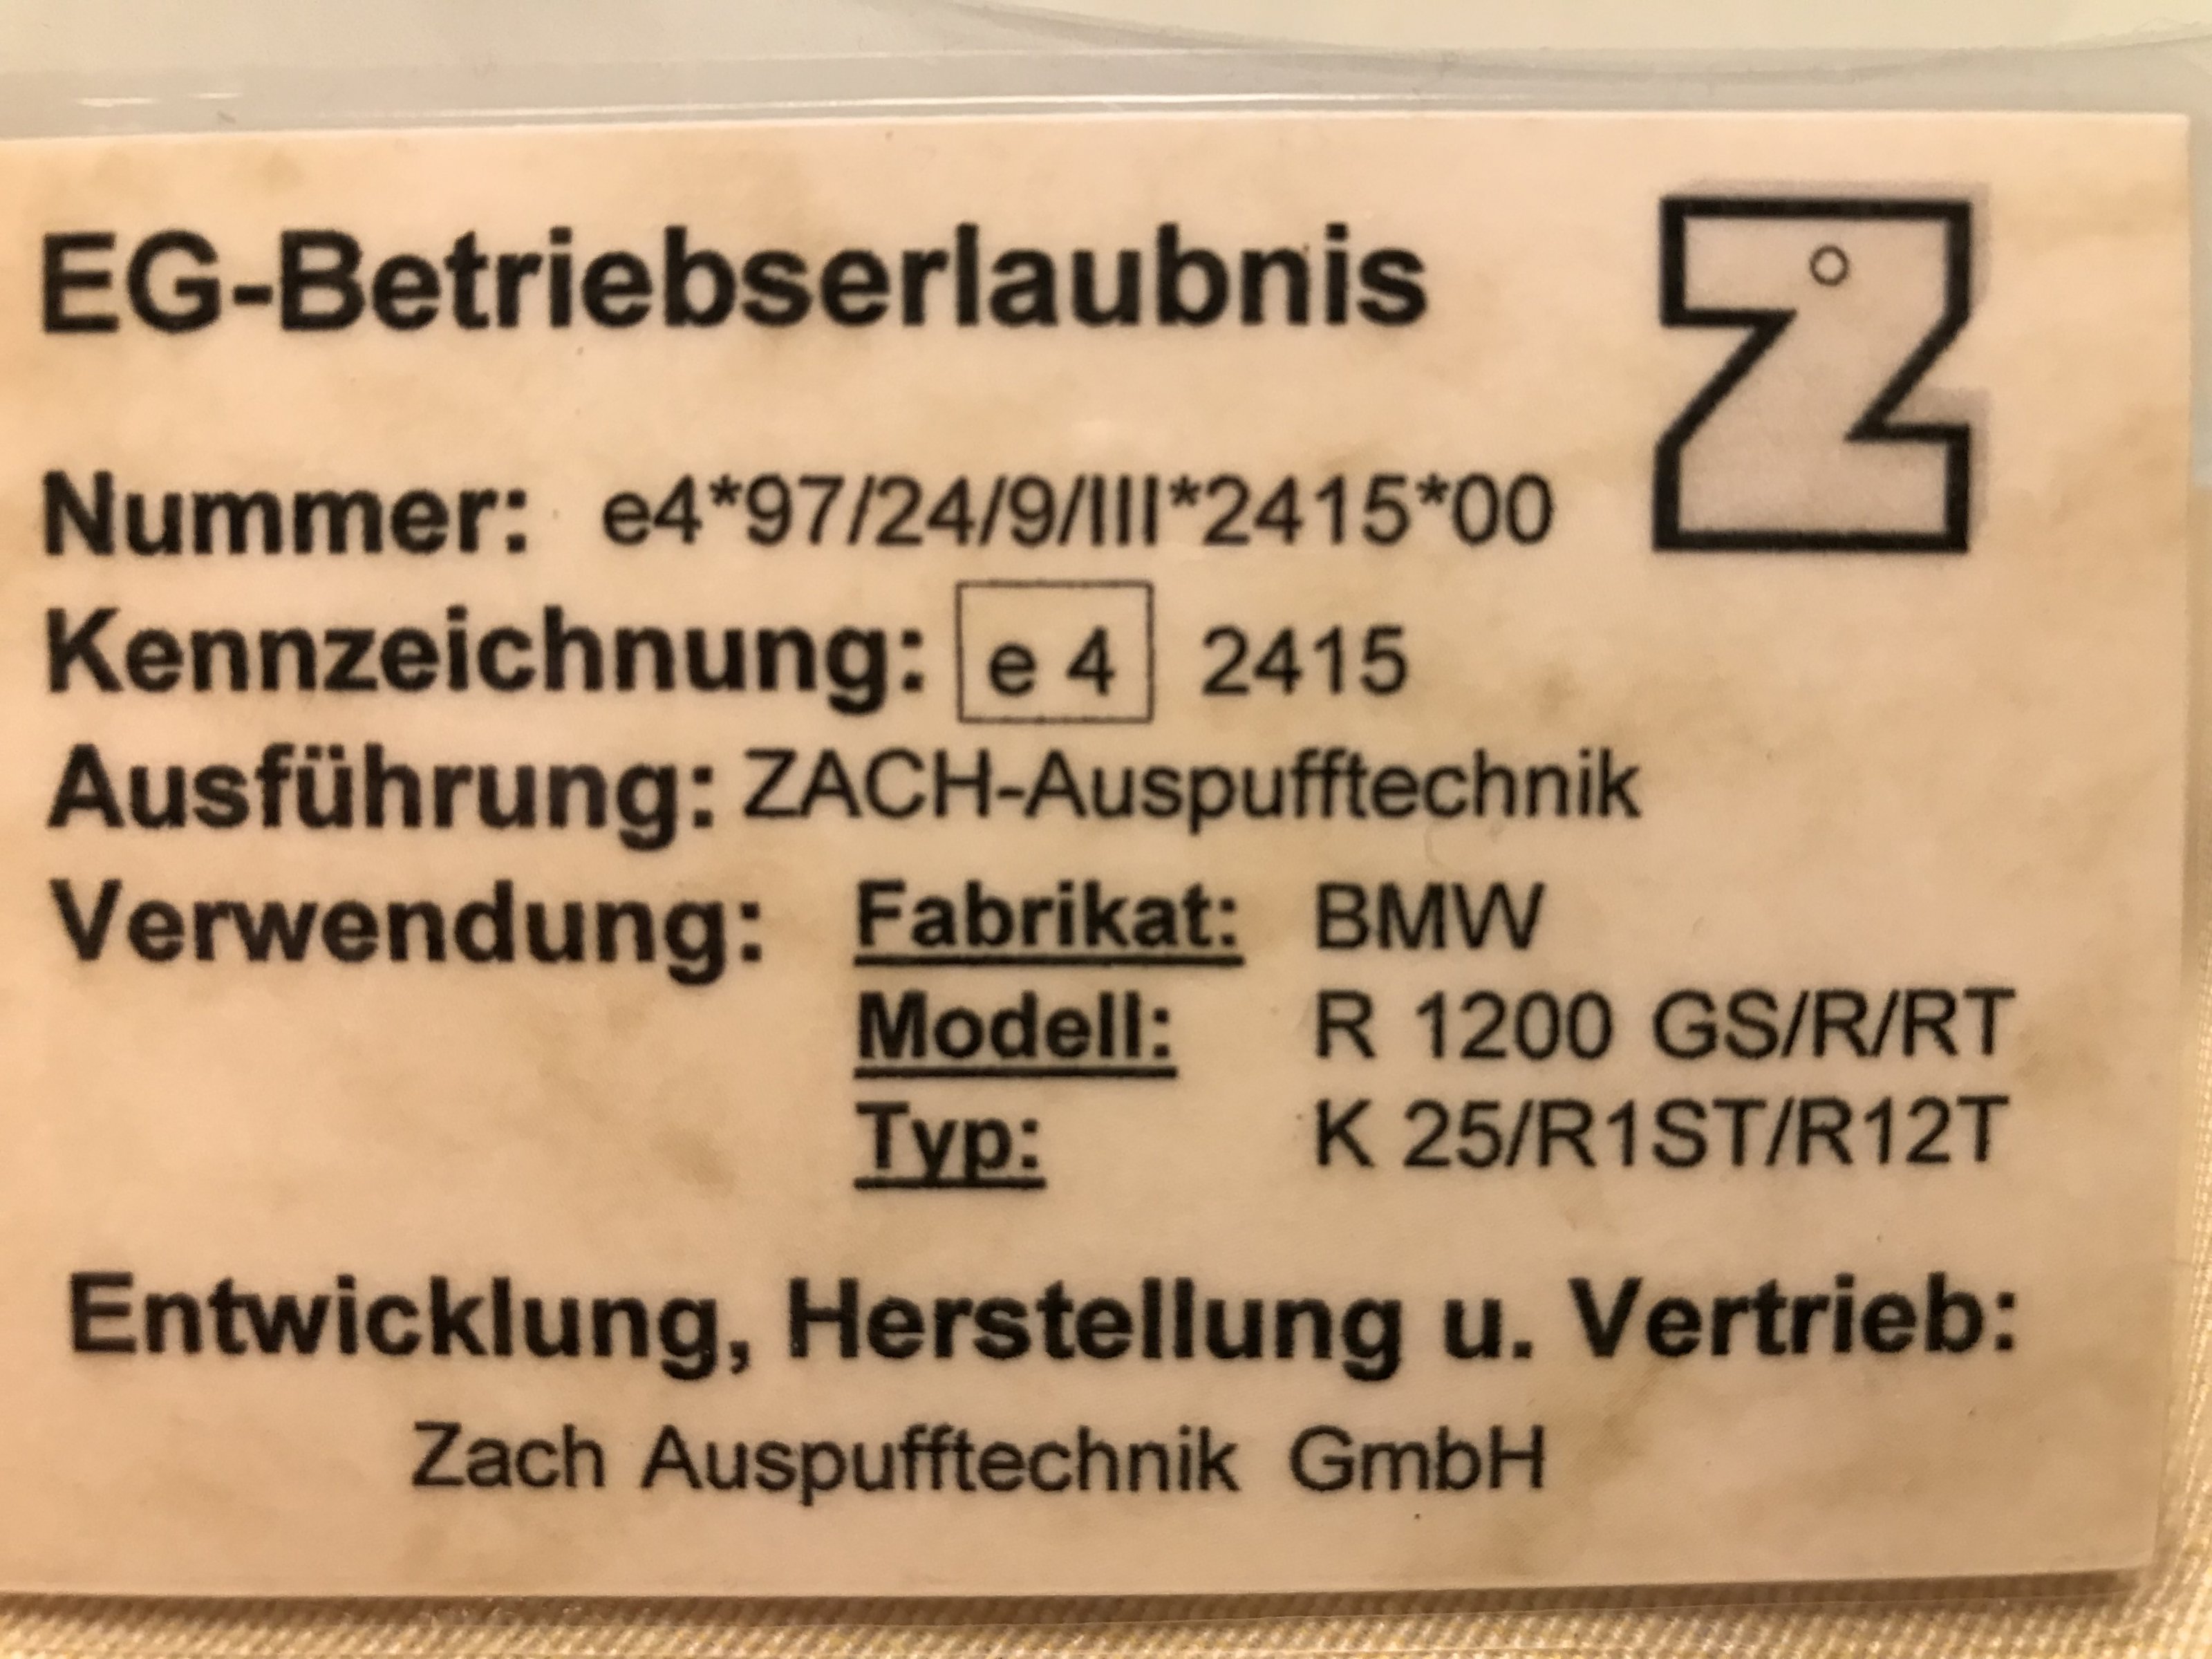 EG-Betriebserlaubnis
Nummer: e4*97/24/9/III*2415*00
Kennzeichnung: e 4 2415
Ausführung: ZACH-Auspufftechnik
Verwendung: Fabrikat: BMW
Modell: R 1200 GS/R/RT
Typ: K 25/R1ST/R12T
Entwicklung, Herstellung u. Vertrieb:
Zach Auspufftechnik GmbH
Z